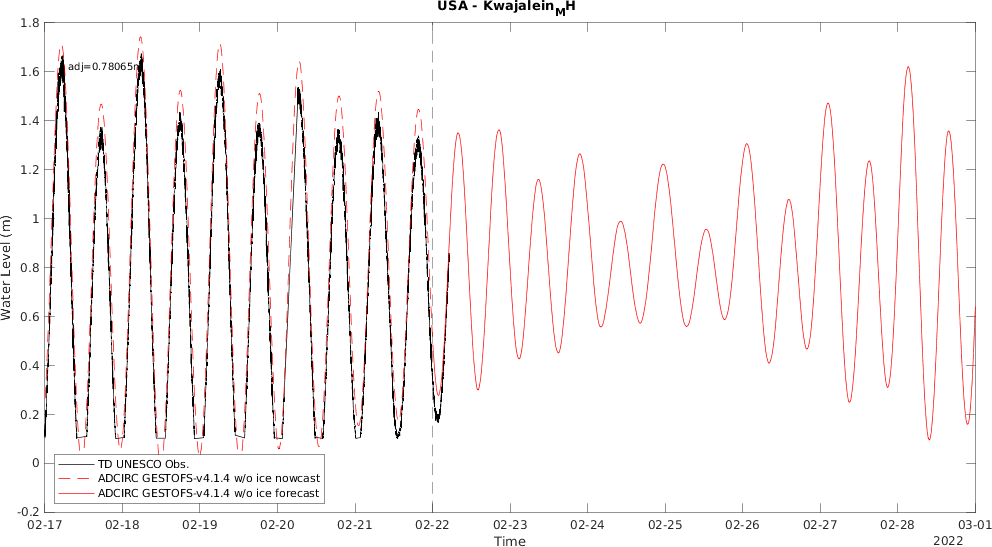 USA - Kwajalein_MH
1.8
1.6
1.4
1.2
1
0.8
0.6
0.4
0.2
0
-0.2
Water Level (m)
adj=0.78065m
TD UNESCO Obs.
ADCIRC GESTOFS-v4.1.4 w/o ice nowcast
ADCIRC GESTOFS-v4.1.4 w/o ice forecast
02-17 02-18 02-19 02-20 02-21 02-22 02-23 02-24 02-25 02-26 02-27 02-28 03-01
Time
2022